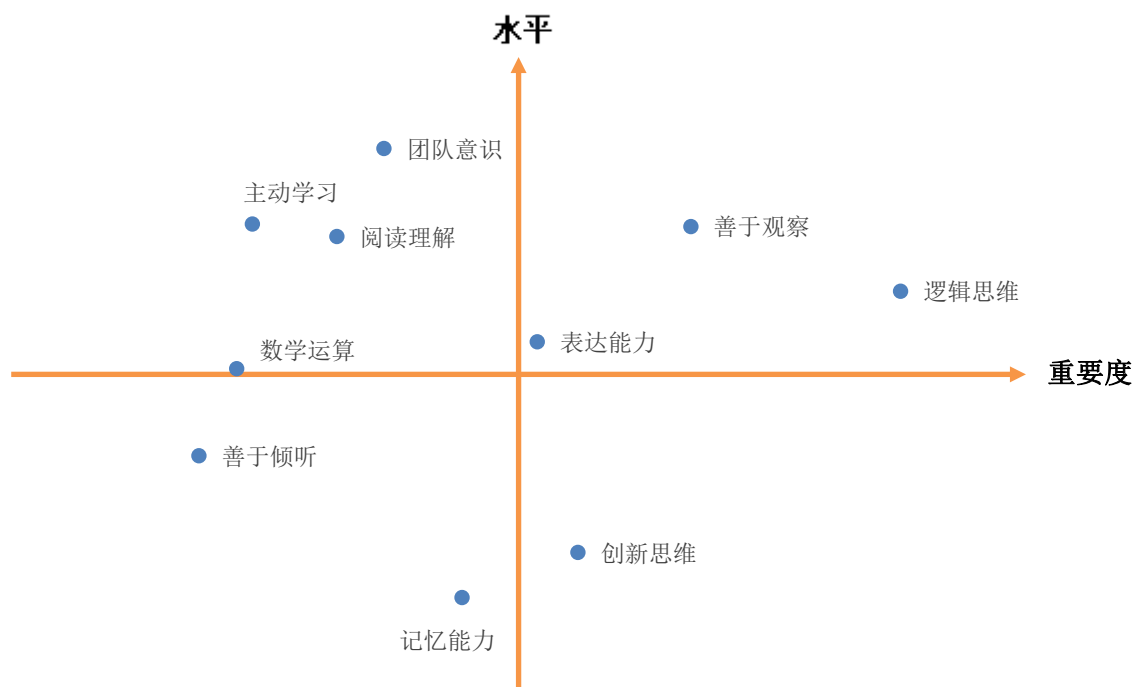 水平
团队意识
主动学习
阅读理解
善于观察
逻辑思维
表达能力
数学运算
重要度
善于倾听
创新思维
记忆能力